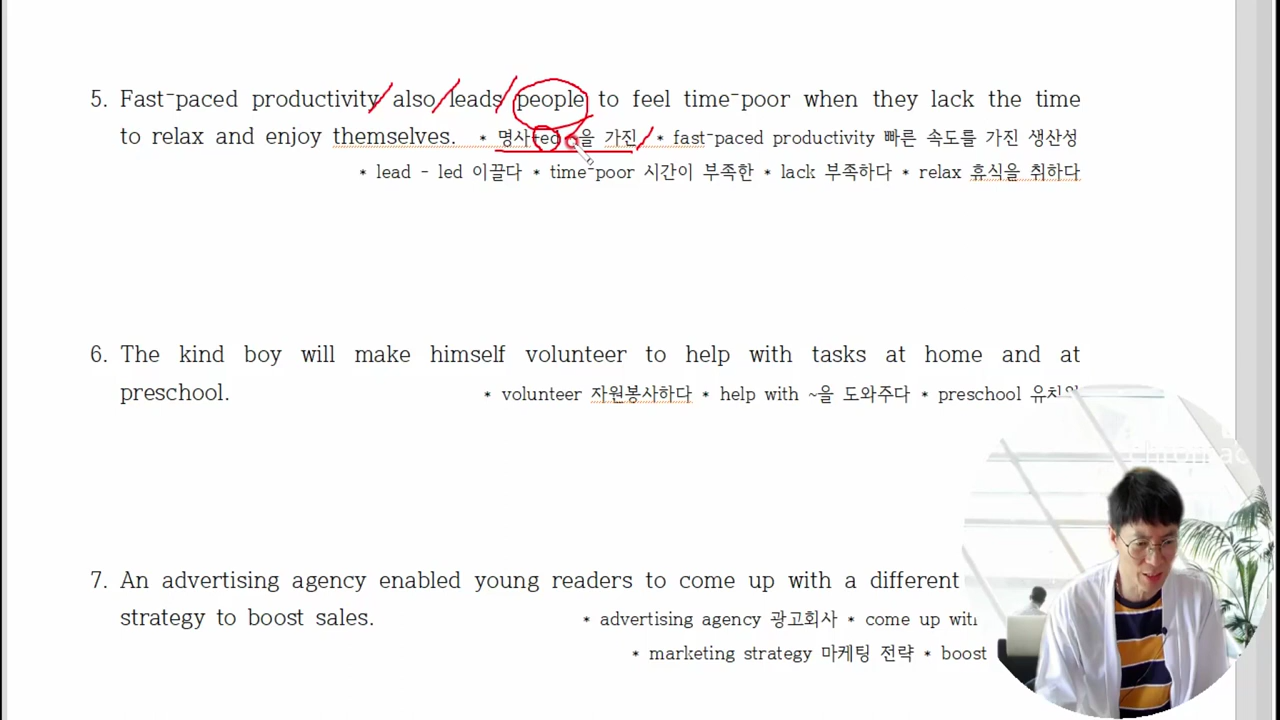 5. Fast-paced productivity also leads people to feel time-poor when they lack the time
to relax and enjoy themselves. * 명사+ed ~을 가진 * fast-paced productivity 빠른 속도를 가진 생산성
* lead - led 이끌다 * time-poor 시간이 부족한 * lack 부족하다 * relax 휴식을 취하다
6. The kind boy will make himself volunteer to help with tasks at home and at
preschool. * volunteer 자원봉사하다 * help with ~을 도와주다 * preschool
7. An advertising agency enabled young readers to come up with a different
strategy to boost sales. * advertising agency 광고회사 * come up with
* marketing strategy 마케팅 전략 * boost